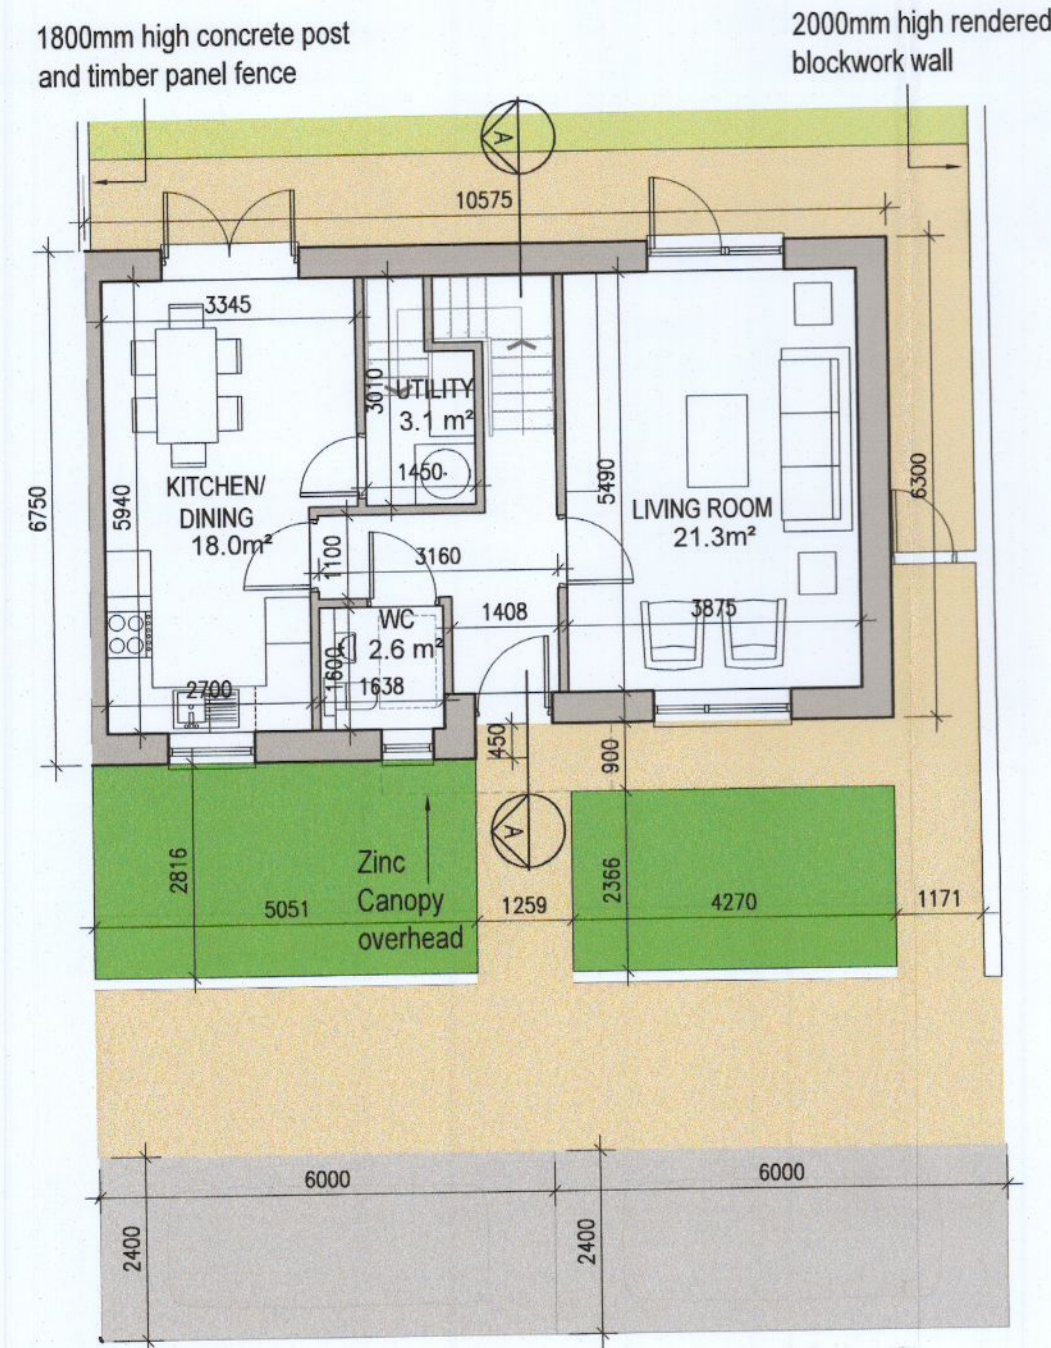 1800mm high concrete post
and timber panel fence
2000mm high rendered
blockwork wall
A
10575
3345
3010
UTILITY
3.1 m²
1450
KITCHEN/
DINING
18.0m²
5940
6750
5490
LIVING ROOM
21.3m²
6300
1100
3160
WC
2.6 m²
1408
3875
1600
1638
2700
450
900
A
2816
Zinc
Canopy
overhead
5051
1259
2366
4270
1171
6000
6000
2400
2400